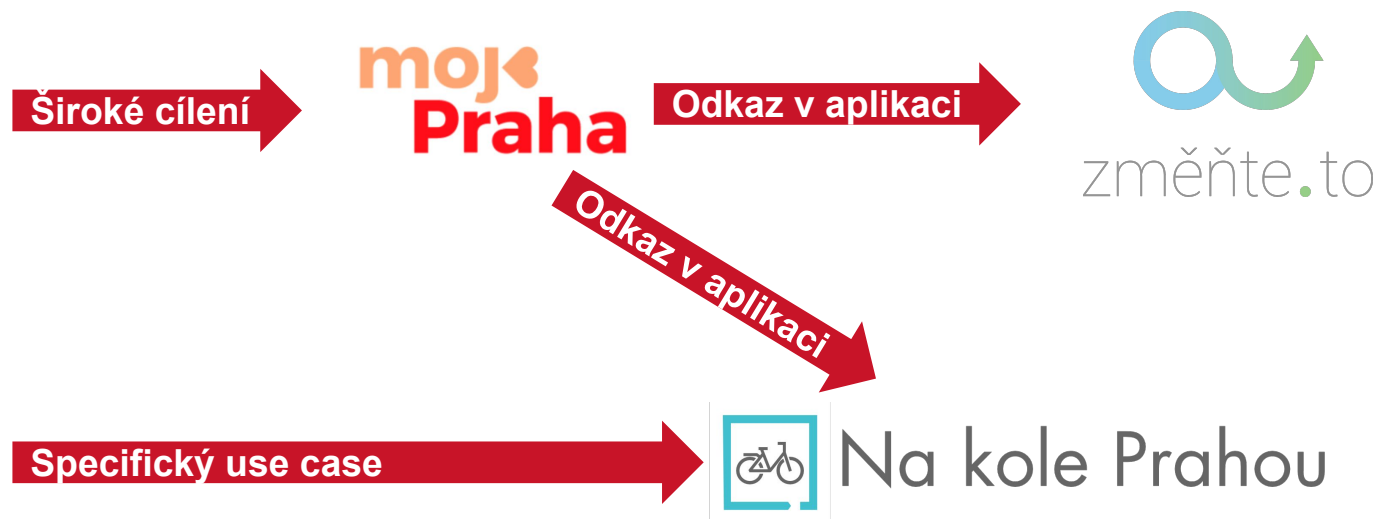 Široké cílení
moje
Praha
Odkaz v aplikaci
změňte.to
Odkaz v aplikaci
Specifický use case
Na kole Prahou